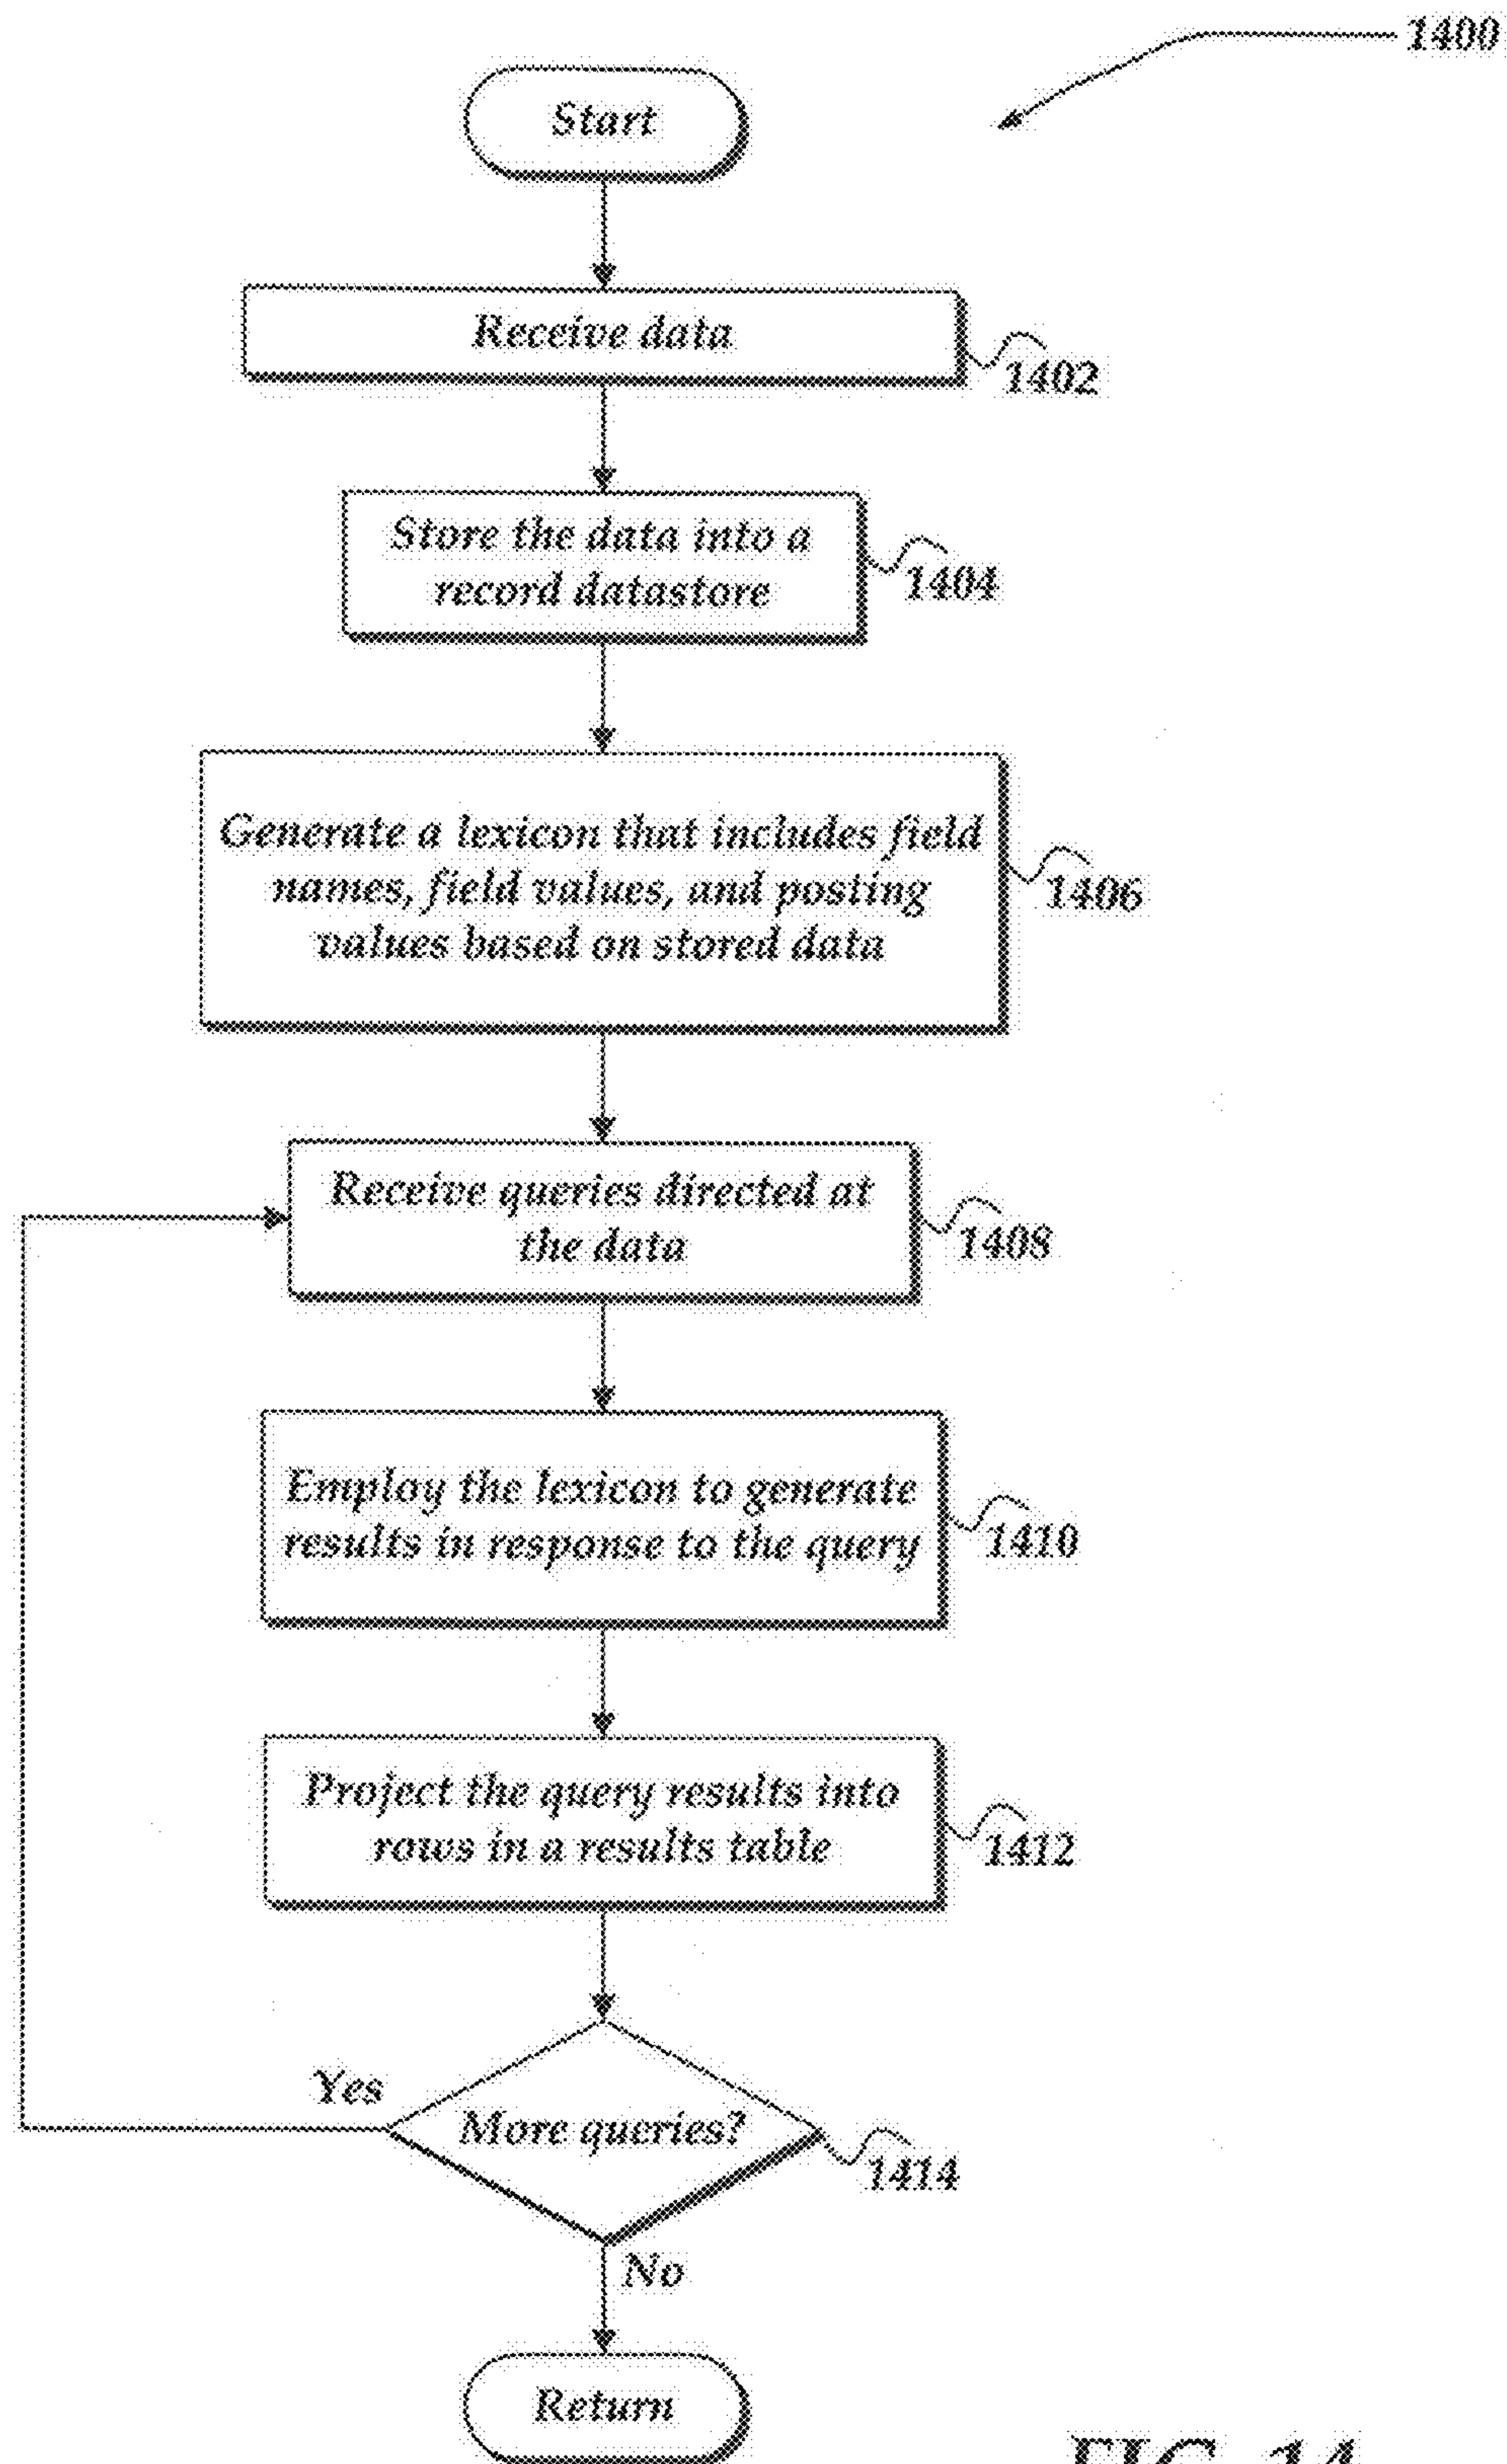 1400
Start
Receive data
1402
Store the data into a
record datastore
1404
Generate a lexicon that includes field
names, field values, and posting
values based on stored data
1406
Receive queries directed at
the data
1408
Employ the lexicon to generate
results in response to the query
1410
Project the query results into
rows in a results table
1412
Yes
More queries?
1414
No
Return
FIG. 14